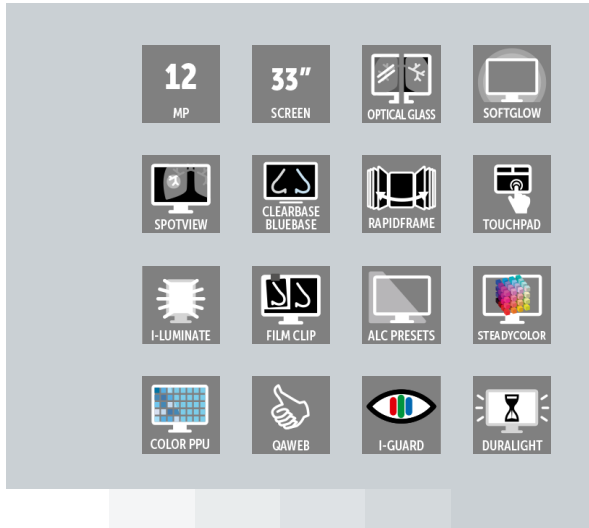 12
MP
33"
SCREEN
OPTICAL GLASS
SOFTGLOW
SPOTVIEW
CLEARBASE
BLUEBASE
RAPIDFRAME
TOUCHPAD
I-LUMINATE
FILM CLIP
ALC PRESETS
STEADYCOLOR
COLOR PPU
QAWEB
I-GUARD
DURALIGHT